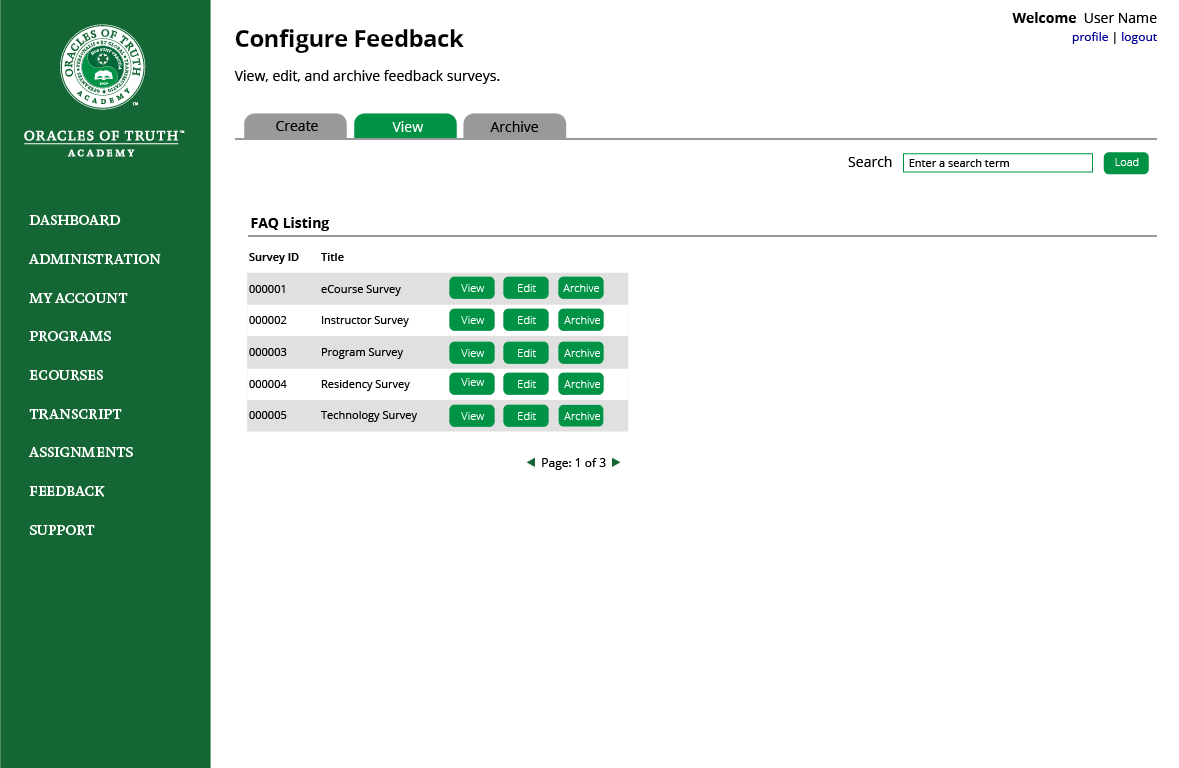 ORACLES OF TRUTH
ACADEMY
ORACLES OF TRUTH™
ACADEMY
DASHBOARD
ADMINISTRATION
MY ACCOUNT
PROGRAMS
ECOURSES
TRANSCRIPT
ASSIGNMENTS
FEEDBACK
SUPPORT
Welcome User Name
profile | logout
Configure Feedback
View, edit, and archive feedback surveys.
Create View Archive
Search Enter a search term Load
FAQ Listing
Survey ID Title
000001 eCourse Survey View Edit Archive
000002 Instructor Survey View Edit Archive
000003 Program Survey View Edit Archive
000004 Residency Survey View Edit Archive
000005 Technology Survey View Edit Archive
Page: 1 of 3